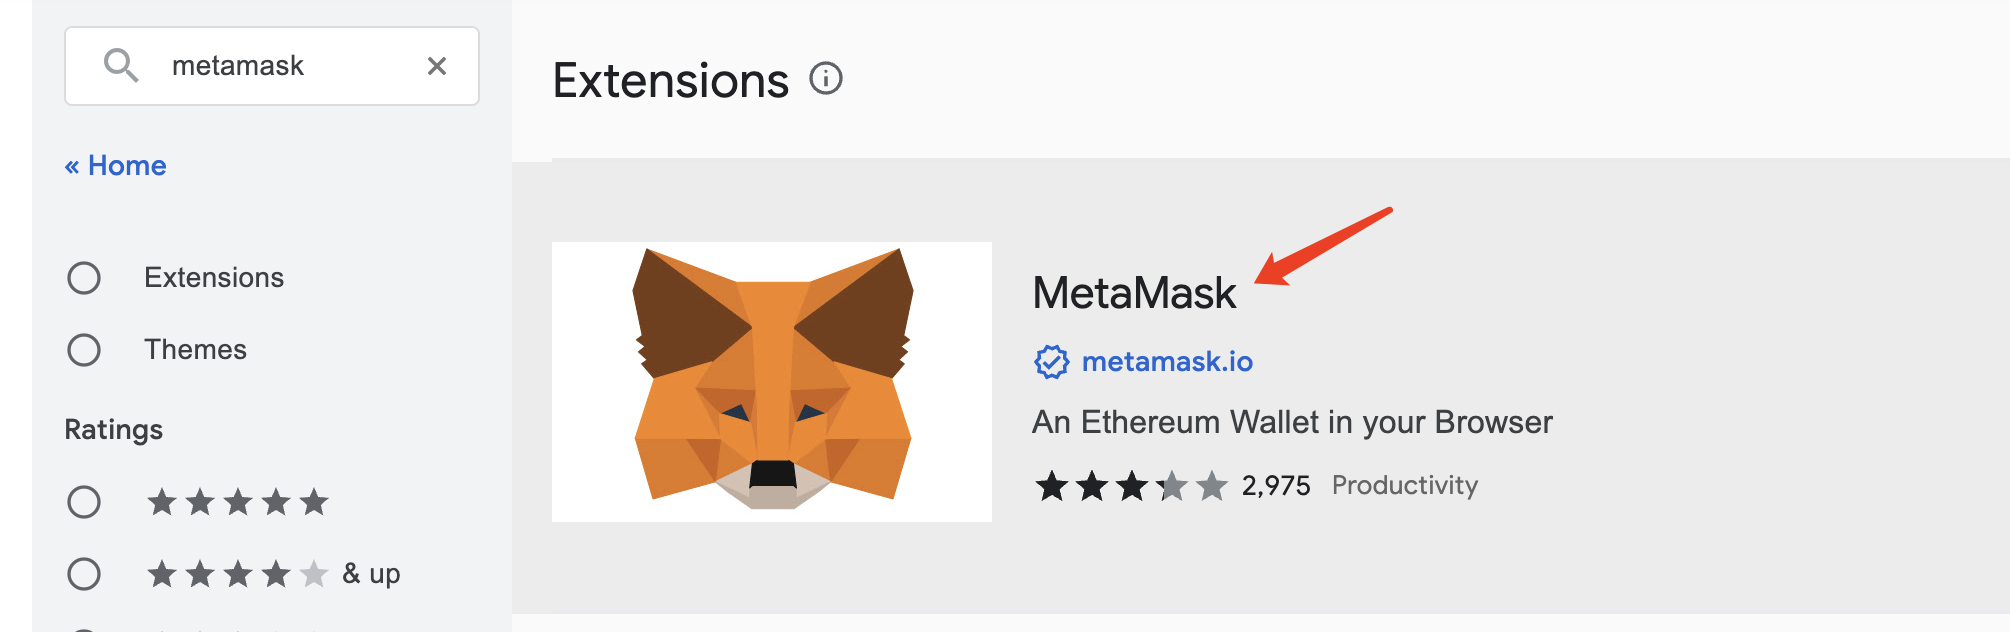 metamask
« Home
Extensions
Themes
Ratings
& up
Extensions
MetaMask
metamask.io
An Ethereum Wallet in your Browser
2,975 Productivity